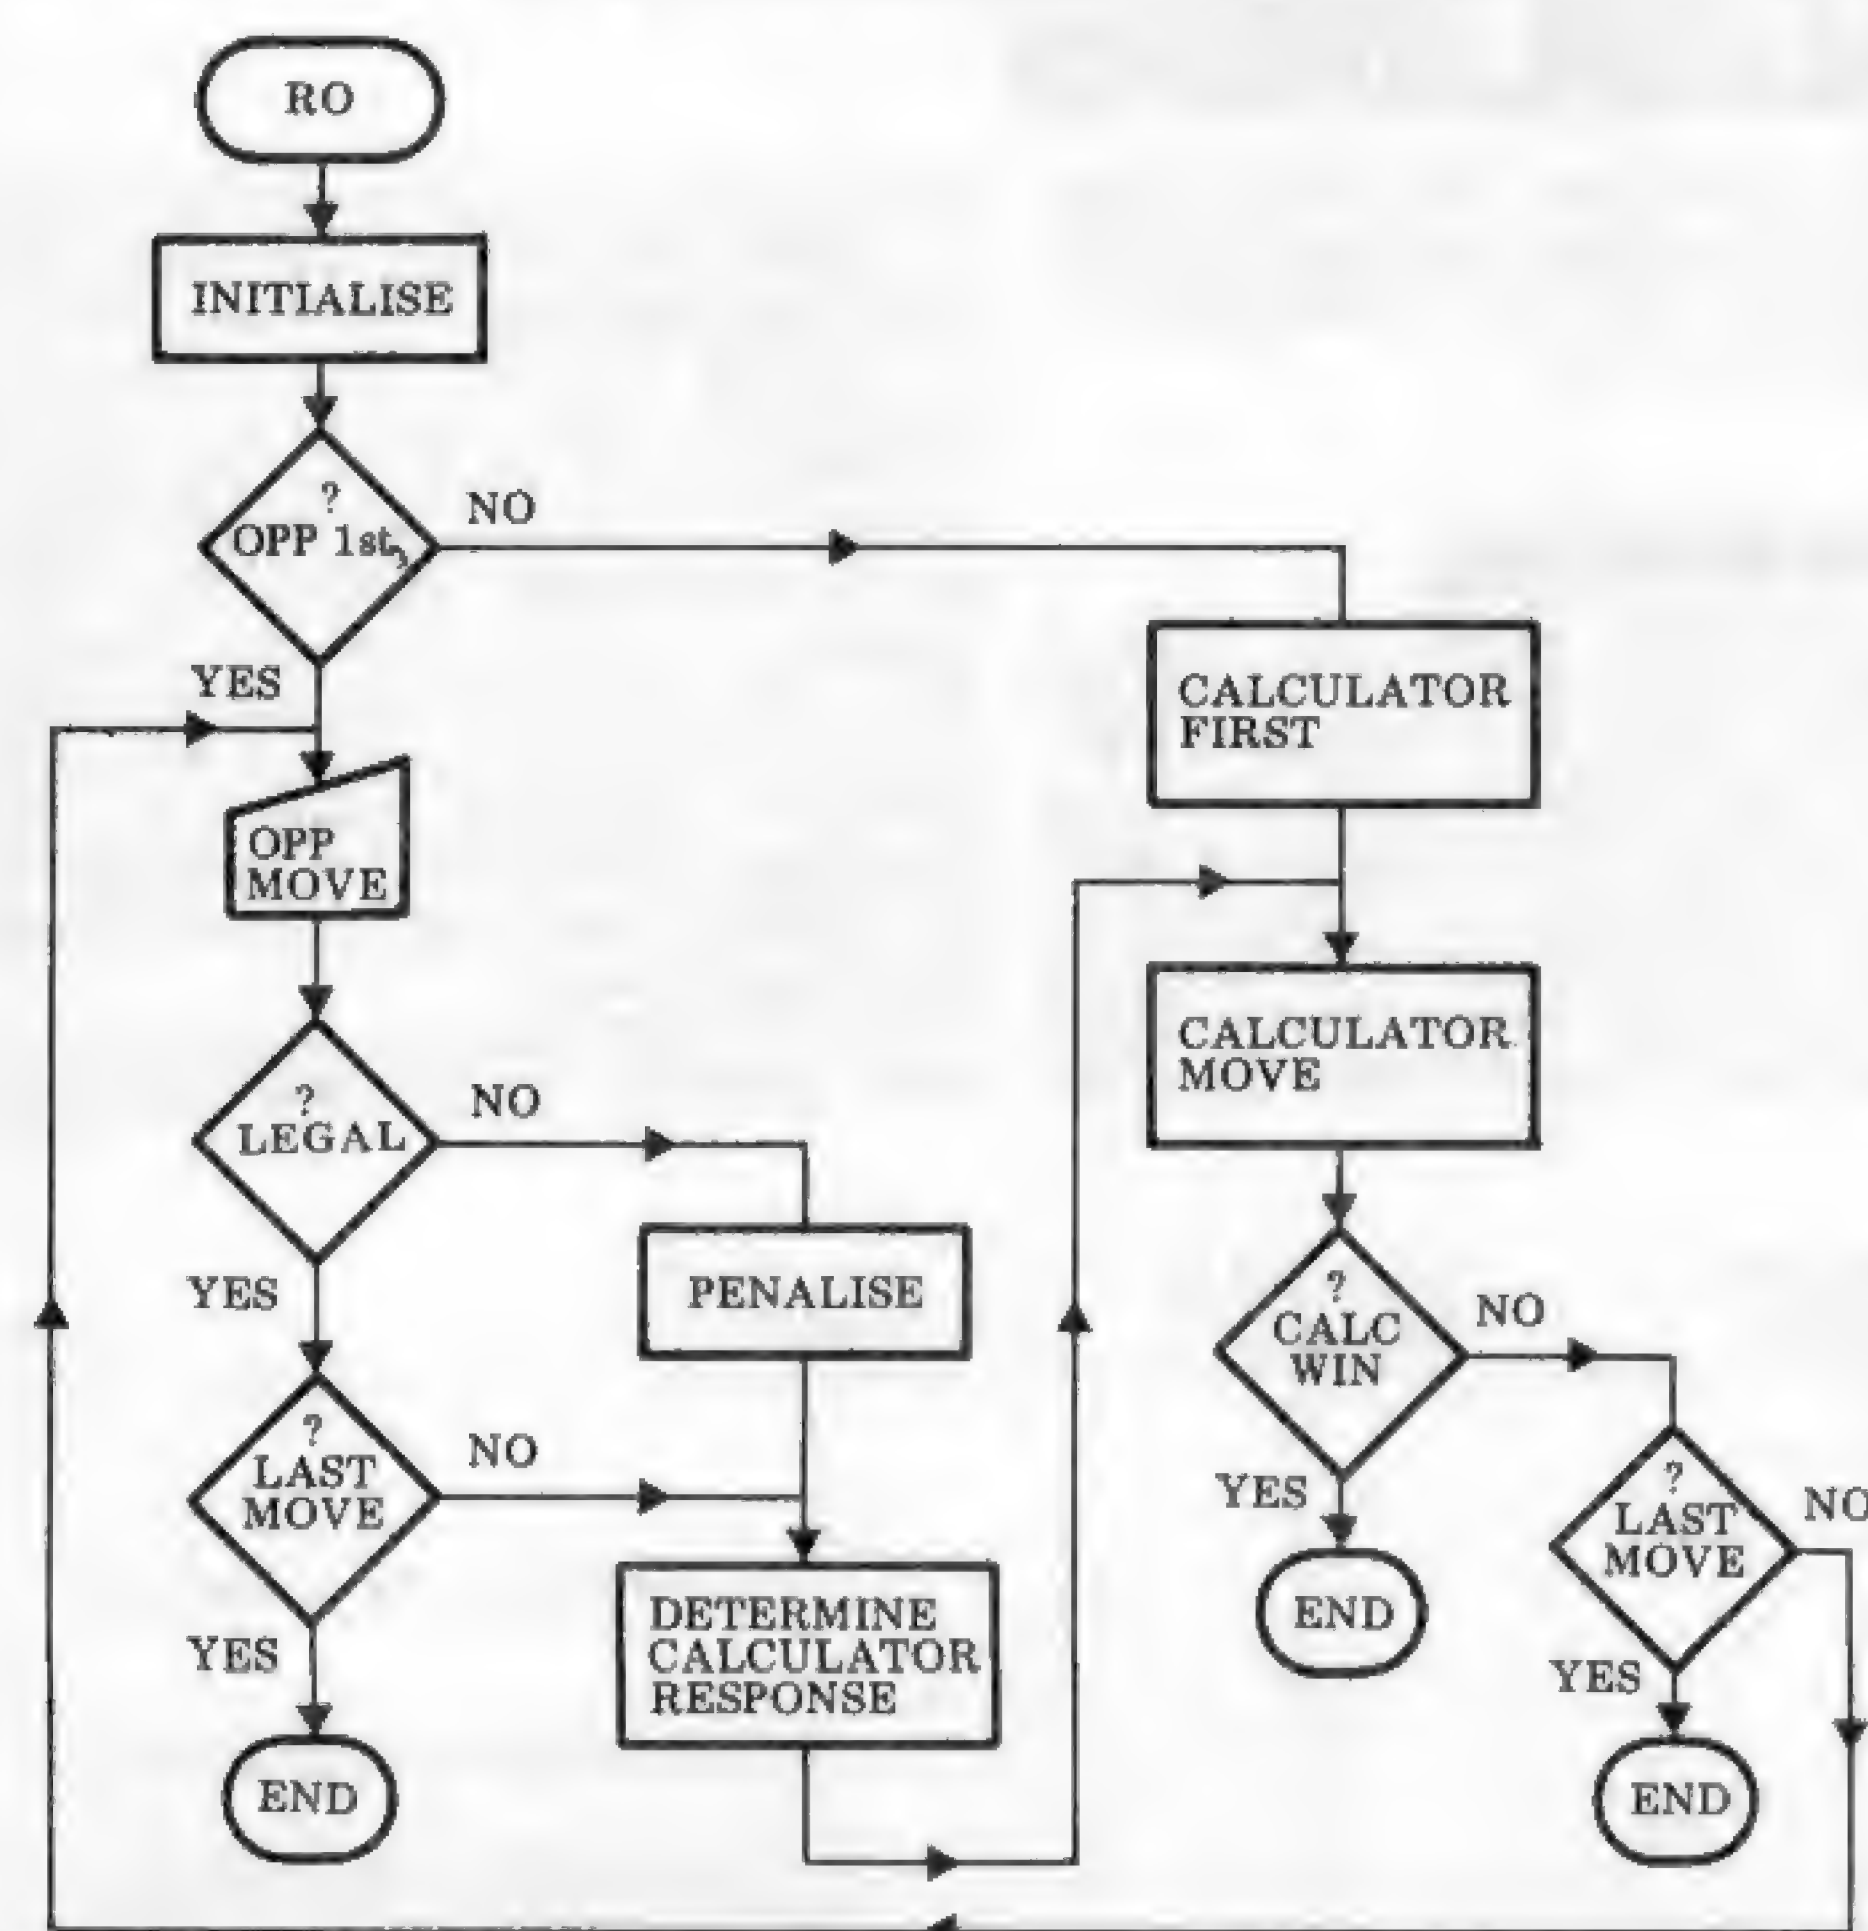 RO
INITIALISE
?
OPP 1st
NO
YES
OPP
MOVE
?
LEGAL
NO
YES
PENALISE
?
LAST
MOVE
NO
YES
END
DETERMINE
CALCULATOR
RESPONSE
CALCULATOR
FIRST
CALCULATOR
MOVE
?
CALC
WIN
NO
YES
END
?
LAST
MOVE
NO
YES
END